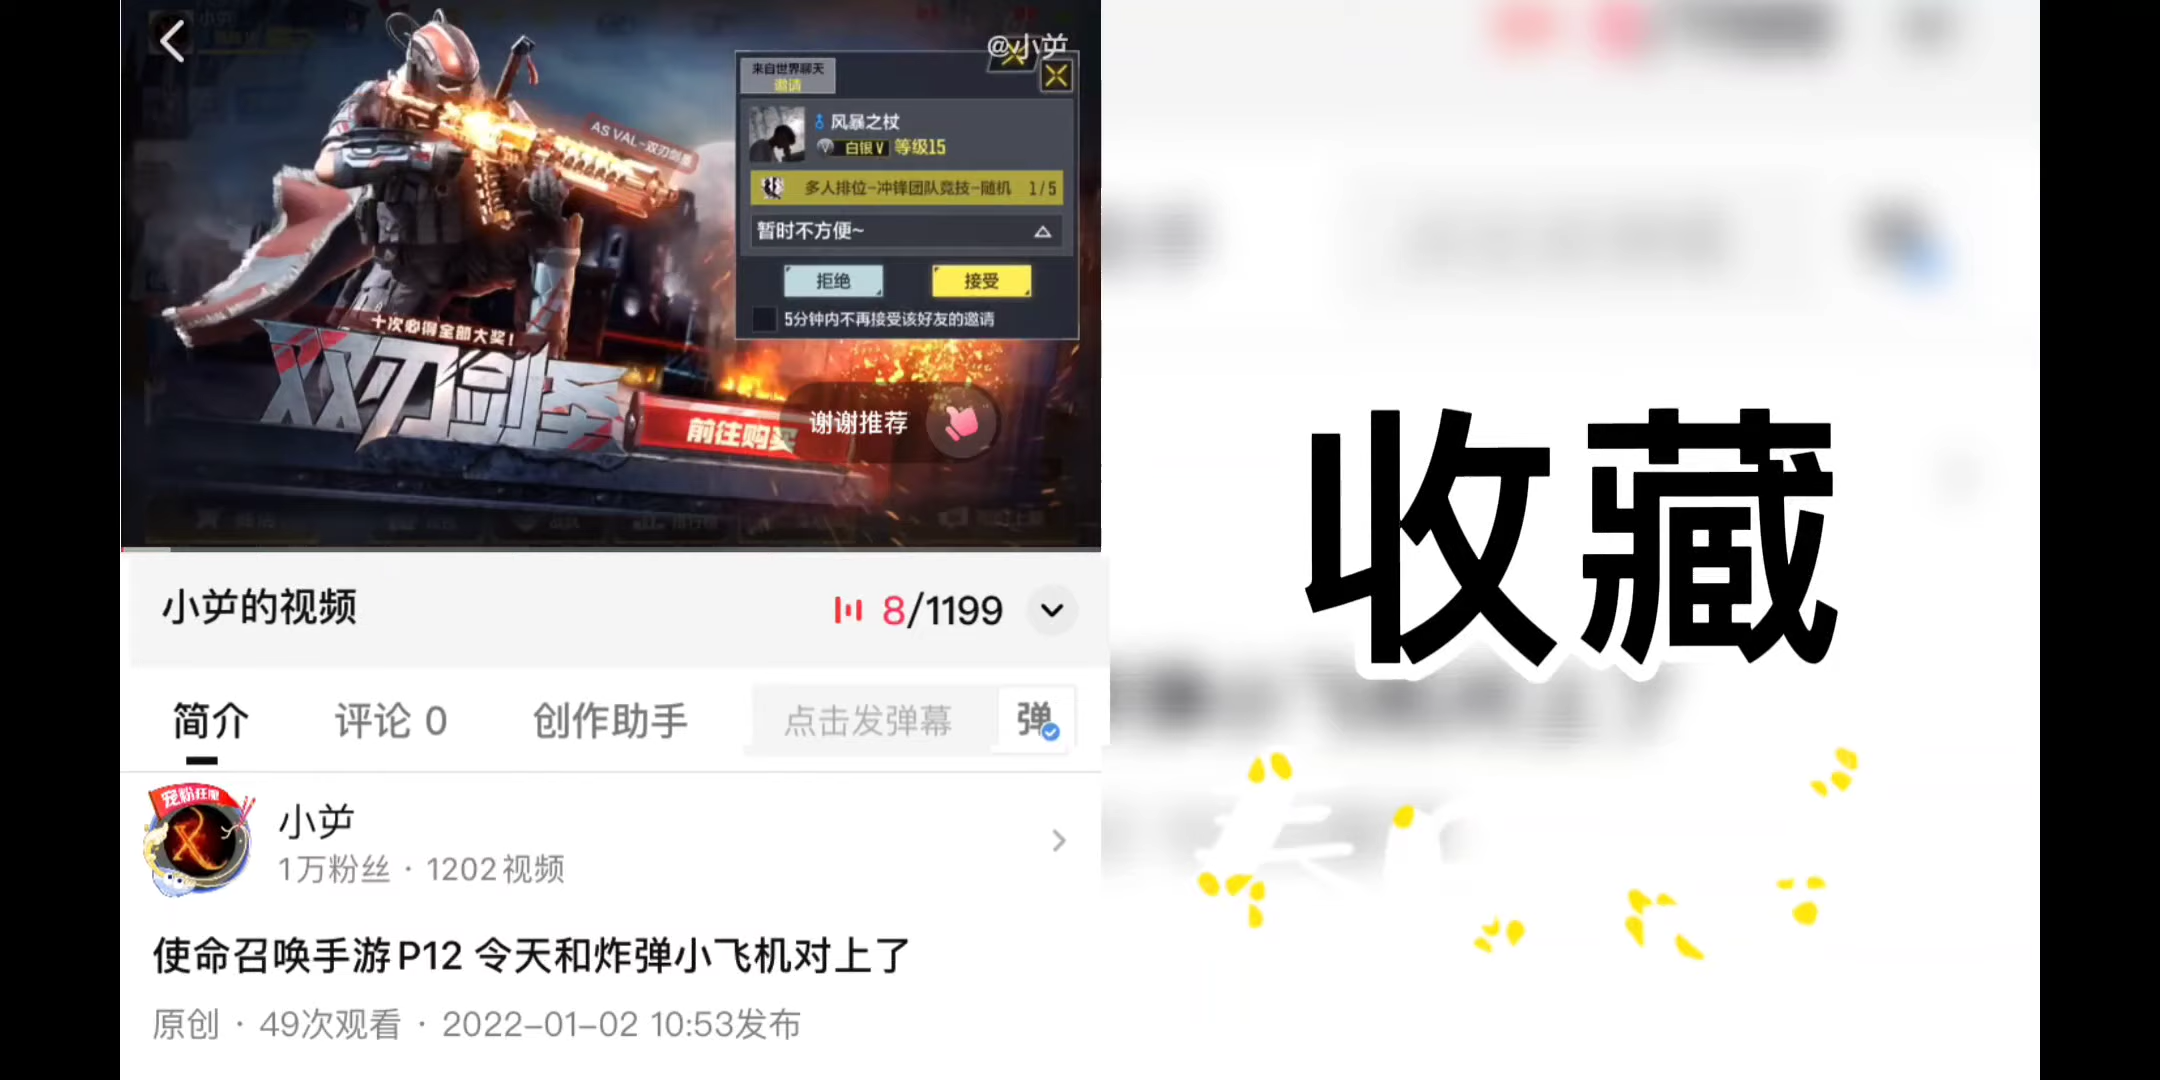 @小屰
来自世界聊天
邀请
风暴之杖
白银V 等级15
AS VAL-双刃剑圣
多人排位-冲锋团队竞技-随机 1/5
暂时不方便~
拒绝 接受
5分钟内不再接受该好友的邀请
十次必得全部大奖！
双刃剑圣
前往购买
谢谢推荐
收藏
小屰的视频 8/1199
简介 评论 0 创作助手 点击发弹幕 弹
宠粉狂魔
小屰
1万粉丝 · 1202视频
使命召唤手游P12 令天和炸弹小飞机对上了
原创 · 49次观看 · 2022-01-02 10:53发布